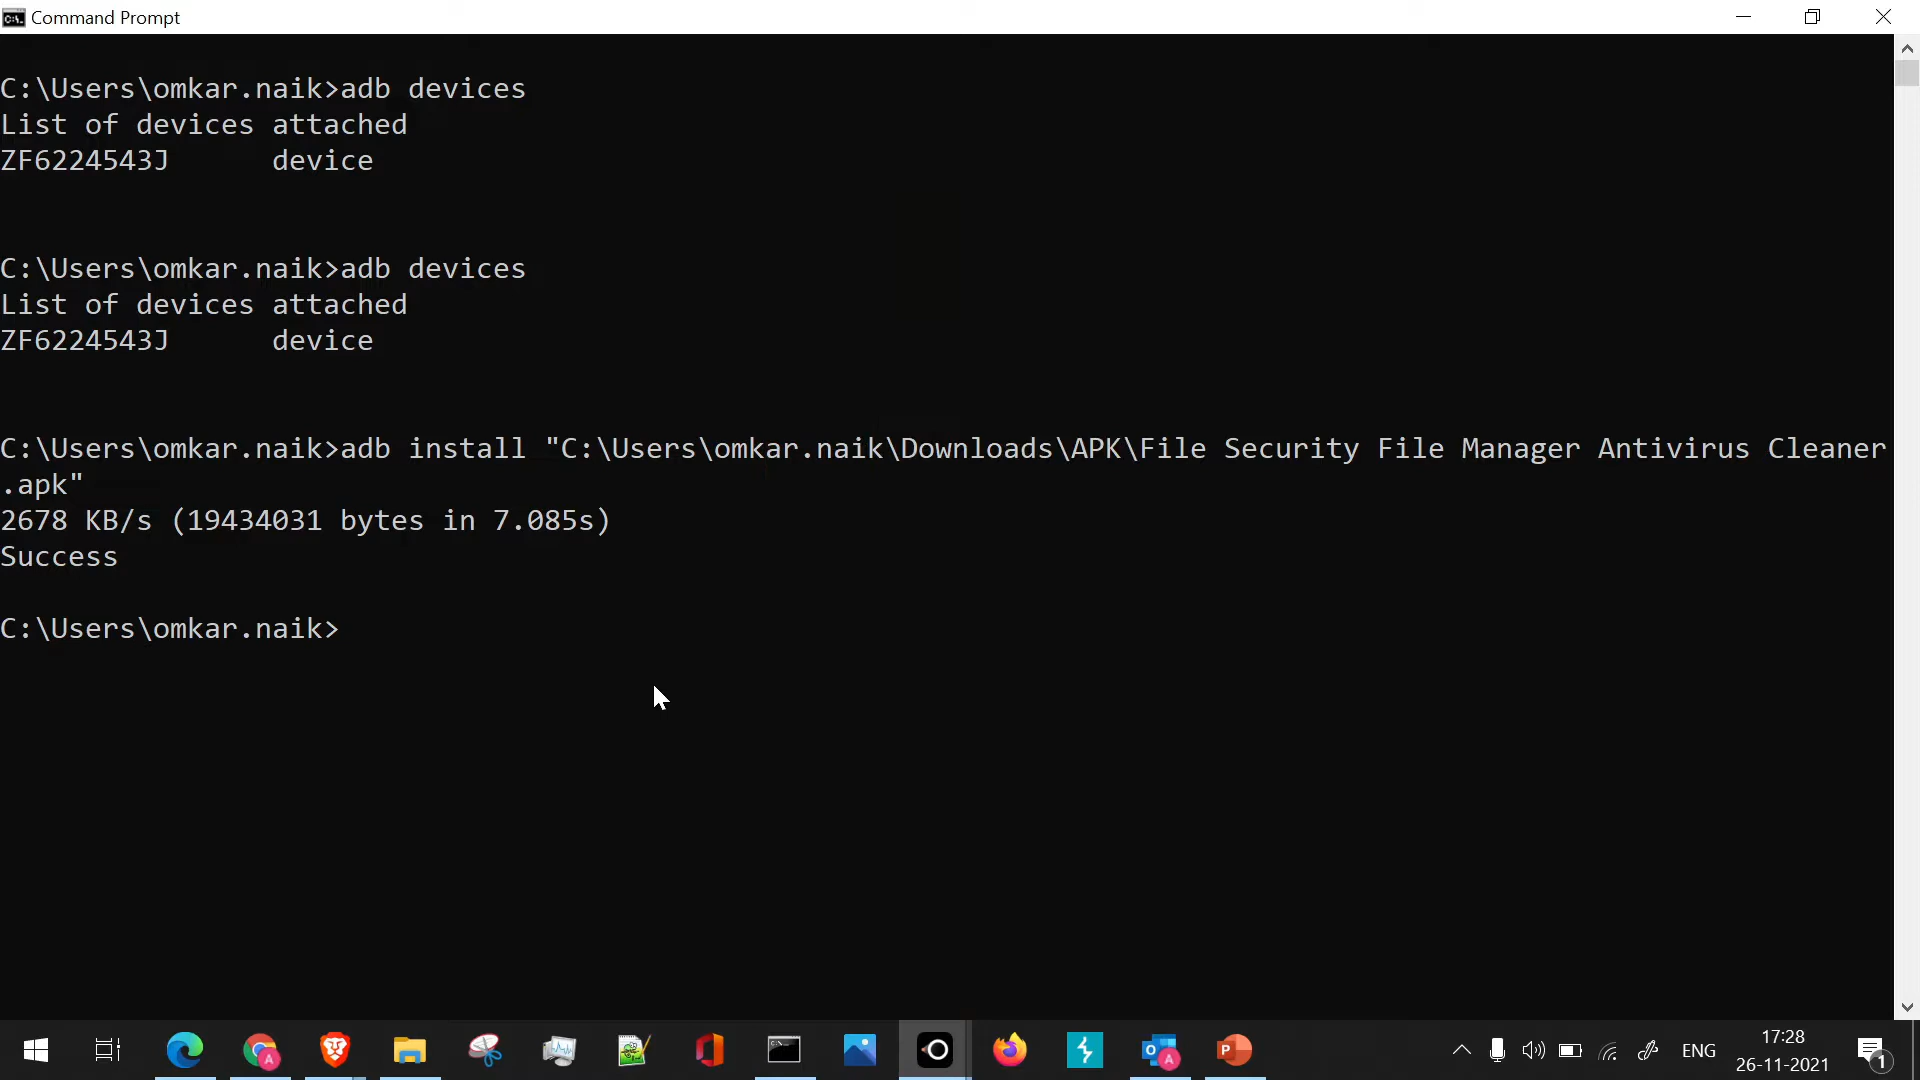 Command Prompt
C:\Users\omkar.naik>adb devices
List of devices attached
ZF6224543J      device
C:\Users\omkar.naik>adb devices
List of devices attached
ZF6224543J      device
C:\Users\omkar.naik>adb install "C:\Users\omkar.naik\Downloads\APK\File Security File Manager Antivirus Cleaner
.apk"
2678 KB/s (19434031 bytes in 7.085s)
Success
C:\Users\omkar.naik>
ENG
17:28
26-11-2021
1